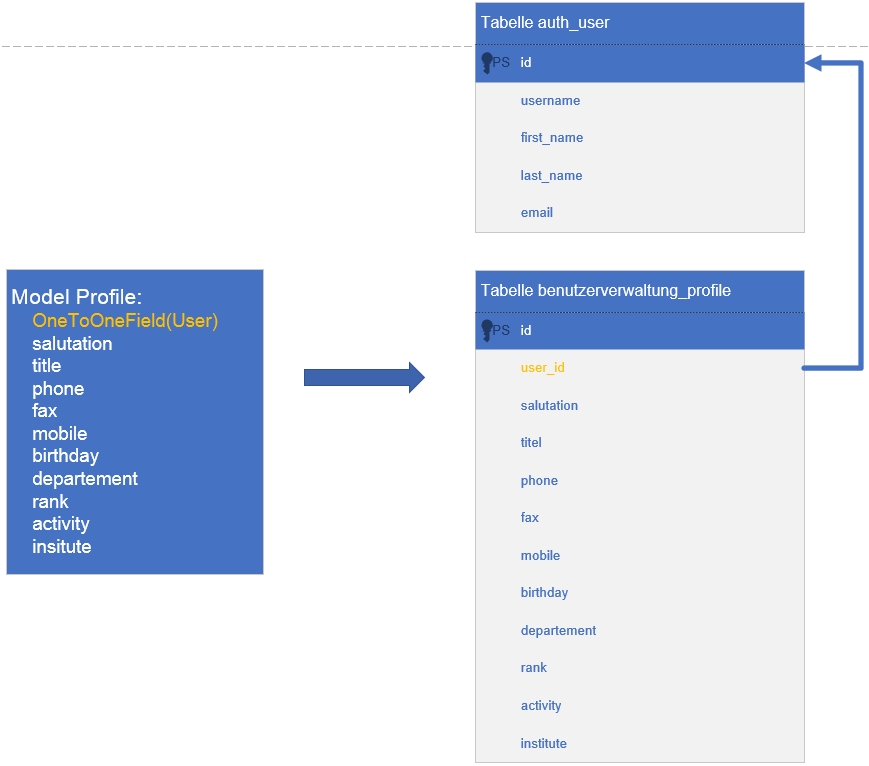 Tabelle auth_user
PS id
username
first_name
last_name
email
Model Profile:
OneToOneField(User)
salutation
title
phone
fax
mobile
birthday
departement
rank
activity
insitute
Tabelle benutzerverwaltung_profile
PS id
user_id
salutation
titel
phone
fax
mobile
birthday
departement
rank
activity
institute